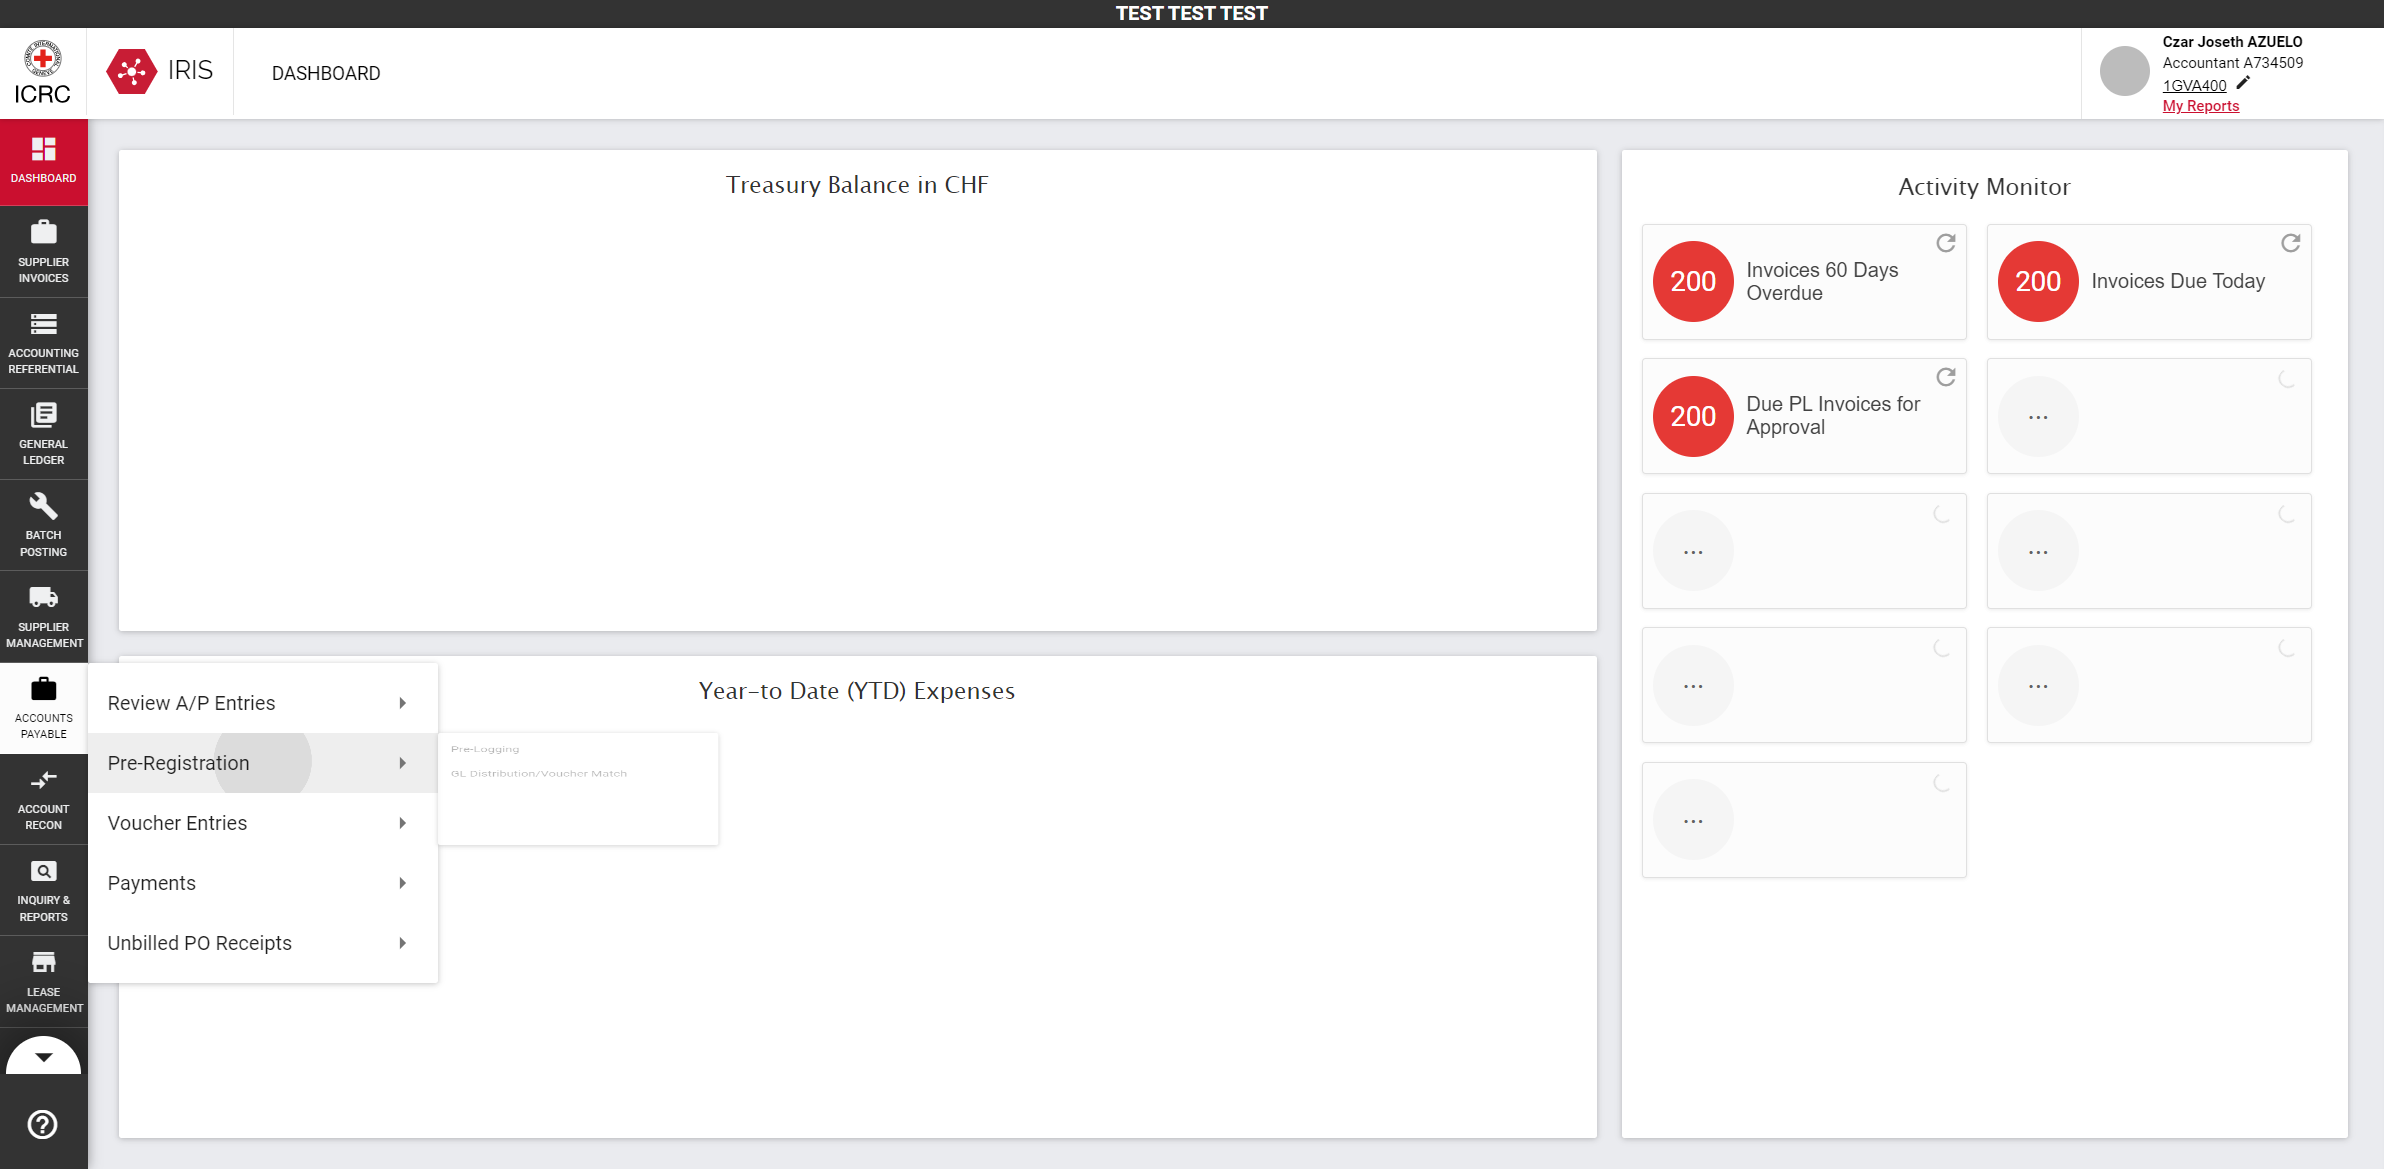 TEST TEST TEST
COMITE INTERNATIONAL GENEVE
ICRC
IRIS
DASHBOARD
Czar Joseth AZUELO
Accountant A734509
1GVA400
My Reports
DASHBOARD
SUPPLIER
INVOICES
ACCOUNTING
REFERENTIAL
GENERAL
LEDGER
BATCH
POSTING
SUPPLIER
MANAGEMENT
ACCOUNTS
PAYABLE
ACCOUNT
RECON
INQUIRY &
REPORTS
LEASE
MANAGEMENT
Treasury Balance in CHF
Year-to Date (YTD) Expenses
Review A/P Entries
Pre-Registration
Voucher Entries
Payments
Unbilled PO Receipts
Pre-Logging
GL Distribution/Voucher Match
Activity Monitor
200
Invoices 60 Days
Overdue
200
Invoices Due Today
200
Due PL Invoices for
Approval
...
...
...
...
...
...